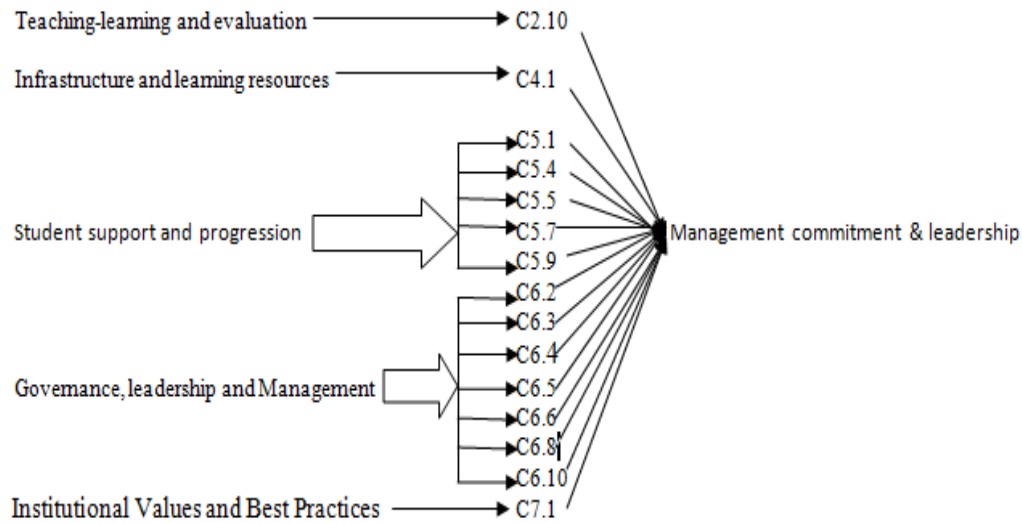 Teaching-learning and evaluation
C2.10
Infrastructure and learning resources
C4.1
C5.1
C5.4
C5.5
Student support and progression
C5.7
Management commitment & leadership
C5.9
C6.2
C6.3
C6.4
Governance, leadership and Management
C6.5
C6.6
C6.8
C6.10
Institutional Values and Best Practices
C7.1